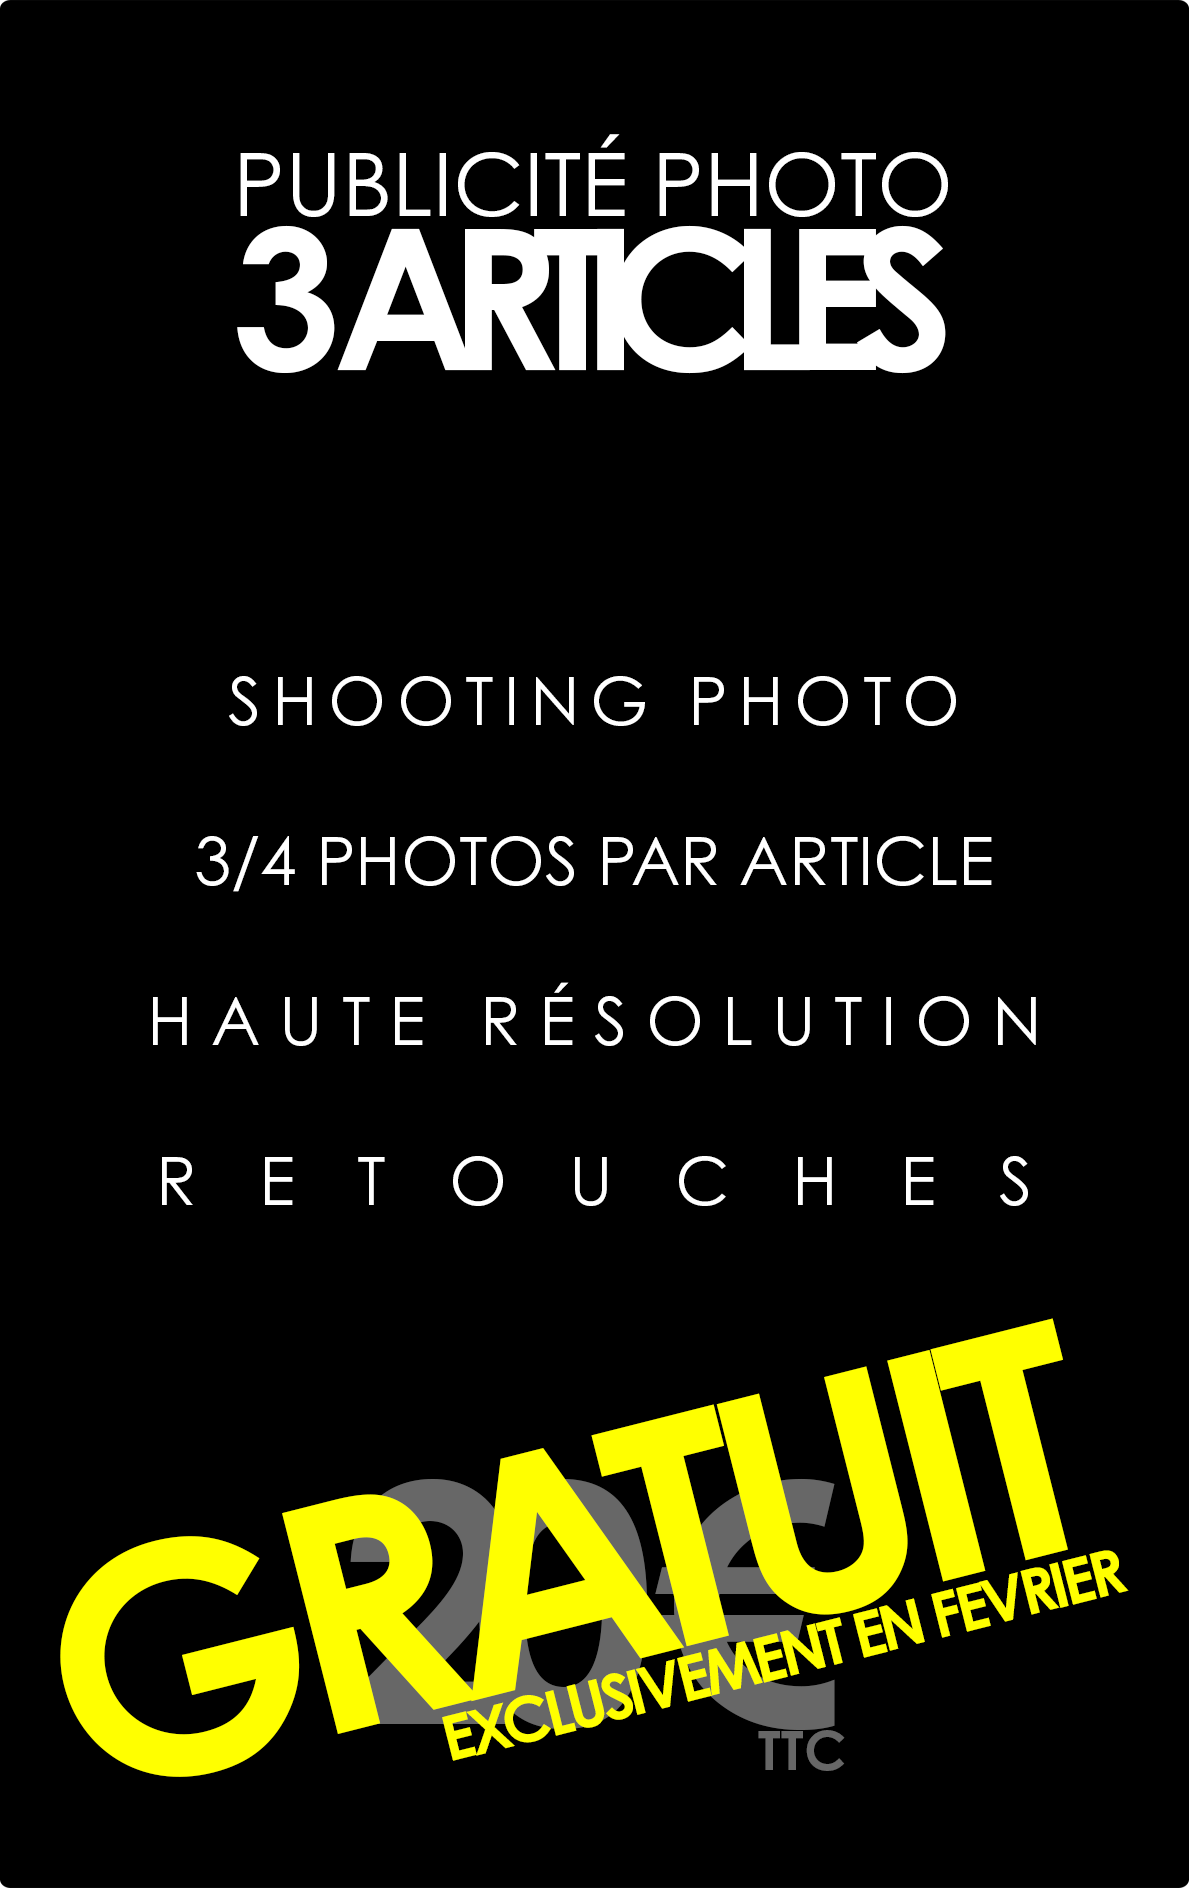 PUBLICITÉ PHOTO
3 ARTICLES
SHOOTING PHOTO
3/4 PHOTOS PAR ARTICLE
HAUTE RÉSOLUTION
RETOUCHES
20€
TTC
GRATUIT
EXCLUSIVEMENT EN FEVRIER